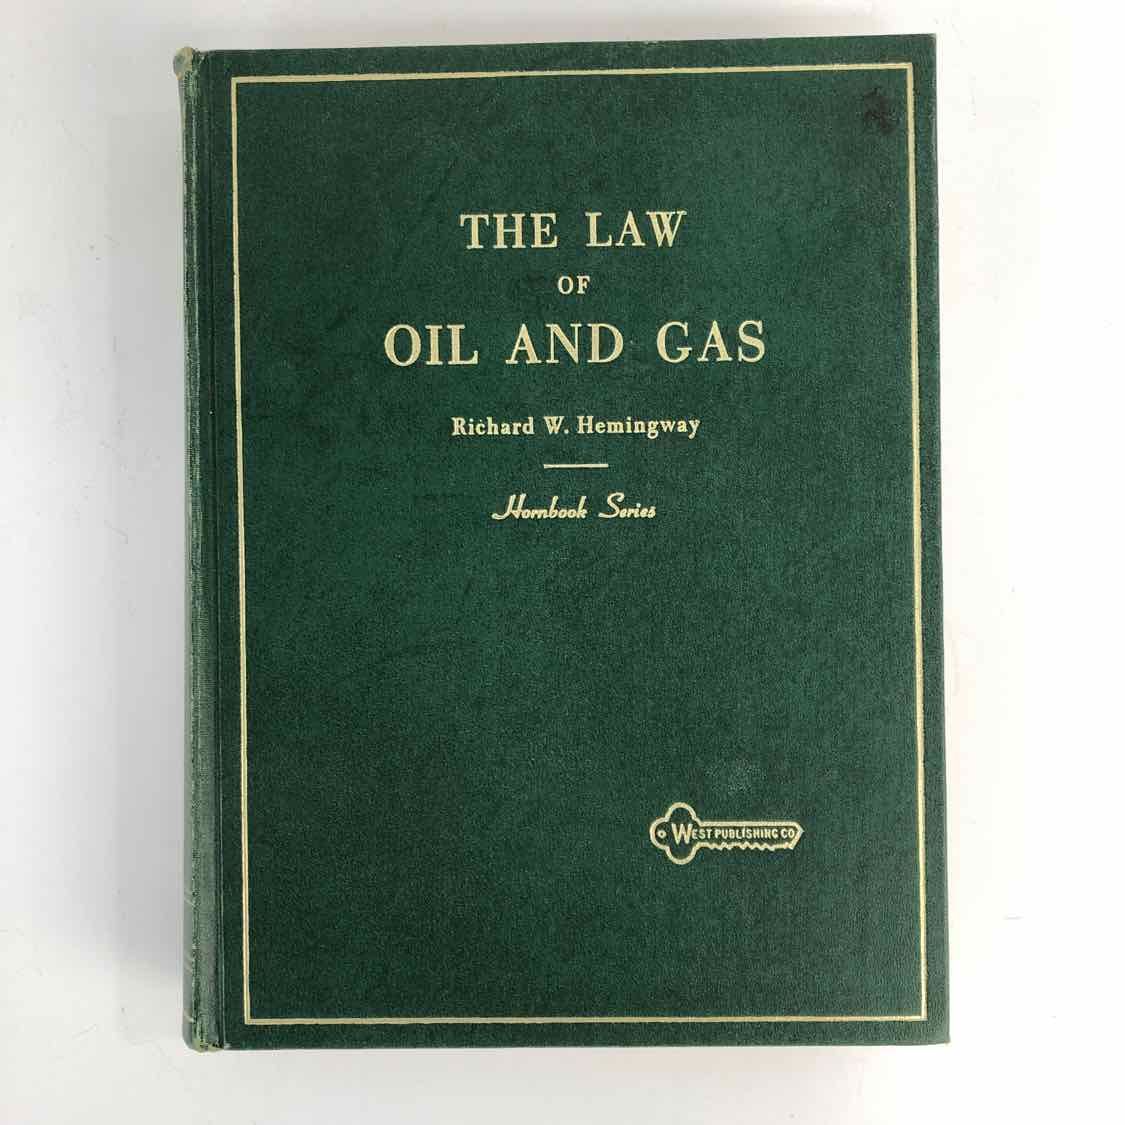 THE LAW
OF
OIL AND GAS
Richard W. Hemingway
Hornbook Series
WEST PUBLISHING CO